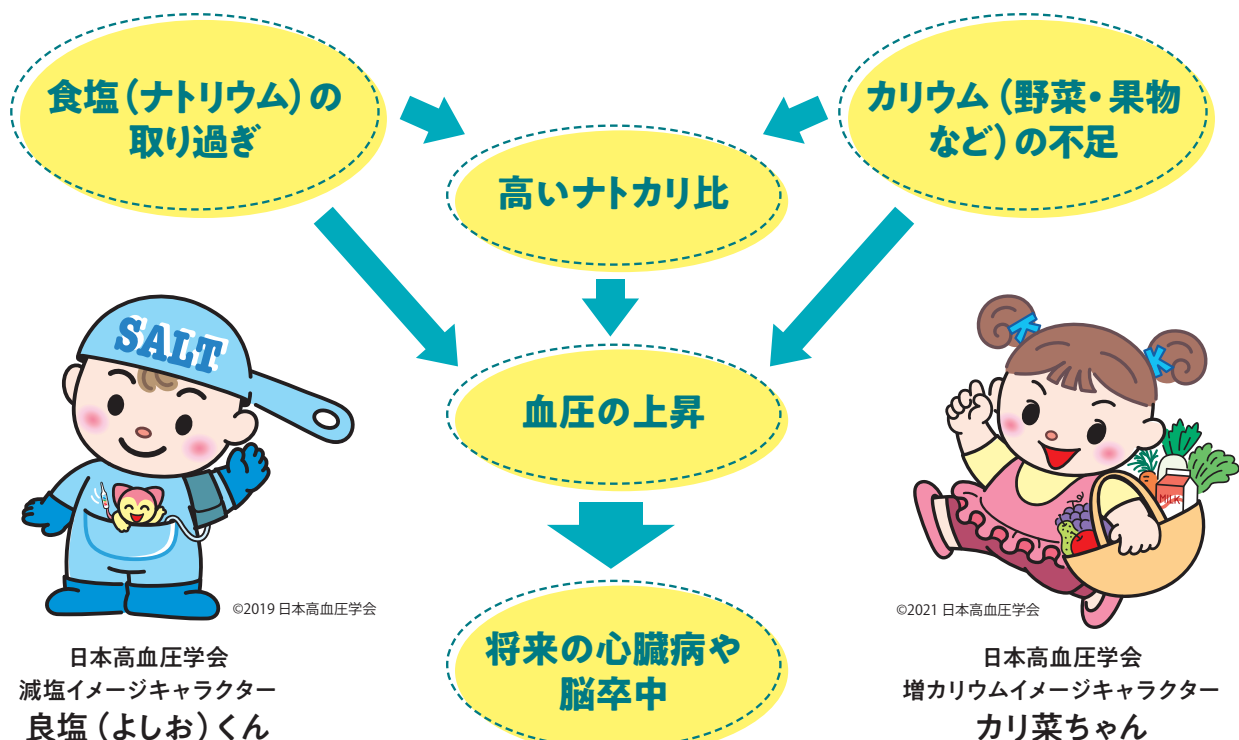 食塩(ナトリウム)の
取り過ぎ
カリウム(野菜・果物
など)の不足
高いナトカリ比
血圧の上昇
将来の心臓病や
脳卒中
SALT
©2019 日本高血圧学会
日本高血圧学会
減塩イメージキャラクター
良塩(よしお)くん
K
K
MILK
©2021 日本高血圧学会
日本高血圧学会
増カリウムイメージキャラクター
カリ菜ちゃん